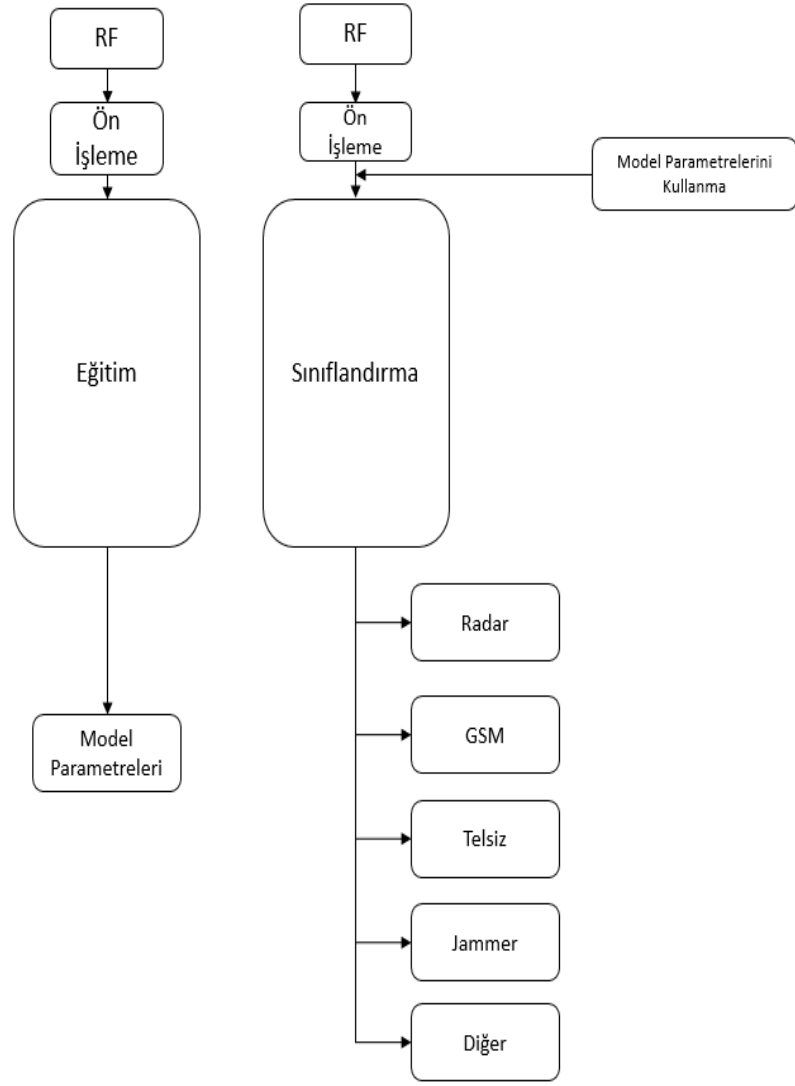 RF
Ön
İşleme
Eğitim
Model
Parametreleri
RF
Ön
İşleme
Model Parametrelerini
Kullanma
Sınıflandırma
Radar
GSM
Telsiz
Jammer
Diğer